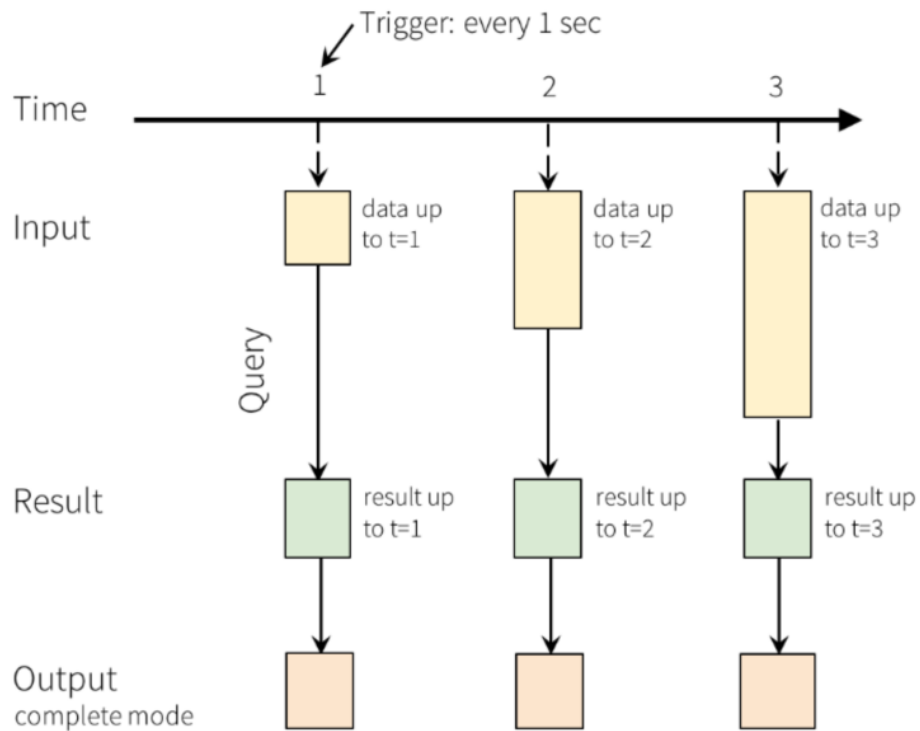 Trigger: every 1 sec
1
2
3
Time
Input
data up
to t=1
data up
to t=2
data up
to t=3
Query
Result
result up
to t=1
result up
to t=2
result up
to t=3
Output
complete mode